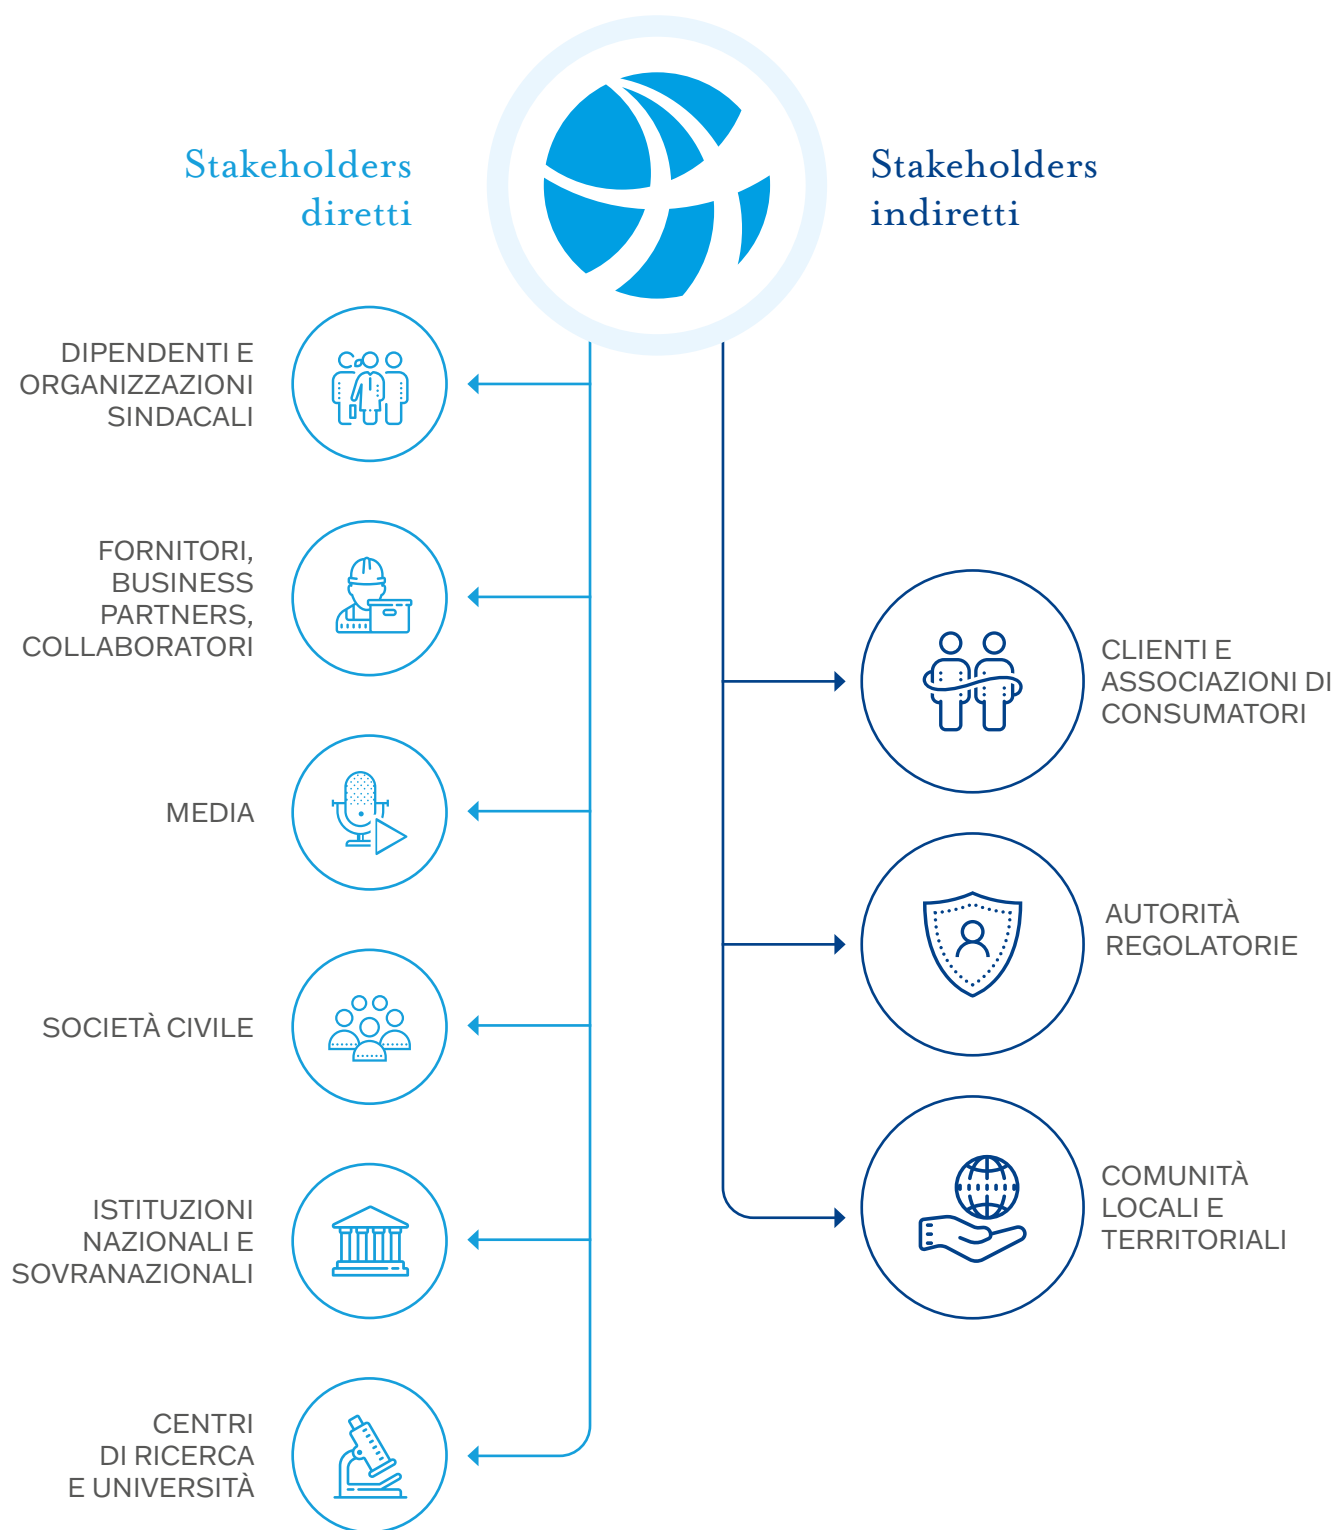 Stakeholders
diretti
DIPENDENTI E
ORGANIZZAZIONI
SINDACALI
FORNITORI,
BUSINESS
PARTNERS,
COLLABORATORI
MEDIA
SOCIETÀ CIVILE
ISTITUZIONI
NAZIONALI E
SOVRANAZIONALI
CENTRI
DI RICERCA
E UNIVERSITÀ
Stakeholders
indiretti
CLIENTI E
ASSOCIAZIONI DI
CONSUMATORI
AUTORITÀ
REGOLATORIE
COMUNITÀ
LOCALI E
TERRITORIALI